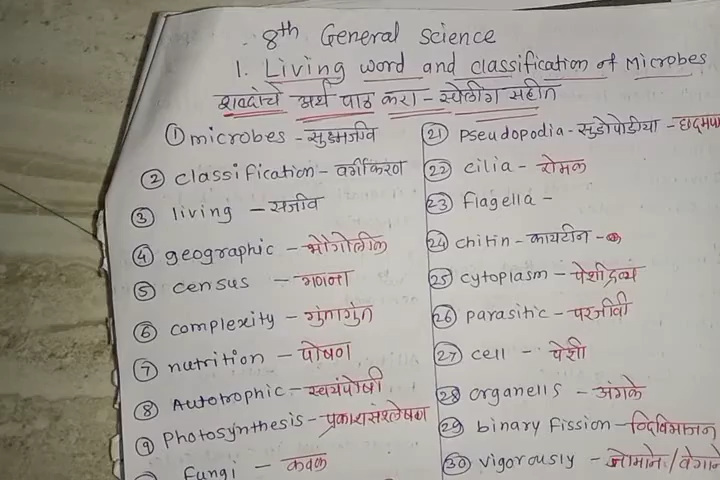 8th General Science
1. Living word and classification of Microbes
शब्दांचे अर्थ पाठ करा - स्पेलींग सहीत
① microbes - सुक्ष्मजीव
② classification - वर्गीकरण
③ living - सजीव
④ geographic - भौगोलीक
⑤ census - गणना
⑥ complexity - गुंतागुंत
⑦ nutrition - पोषण
⑧ Autotrophic - स्वयंपोषी
⑨ Photosynthesis - प्रकाशसंश्लेषण
Fungi - कवक
㉑ Pseudopodia - सुडोपोडीया -
㉒ cilia - रोमक
㉓ Flagella -
㉔ chitin - कायटीन -
㉕ cytoplasm - पेशीद्रव्य
㉖ parasitic - परजीवी
㉗ cell - पेशी
㉘ organells - अंगके
㉙ binary Fission - व्दिविभाजन
㉚ vigorously - जोमाने /